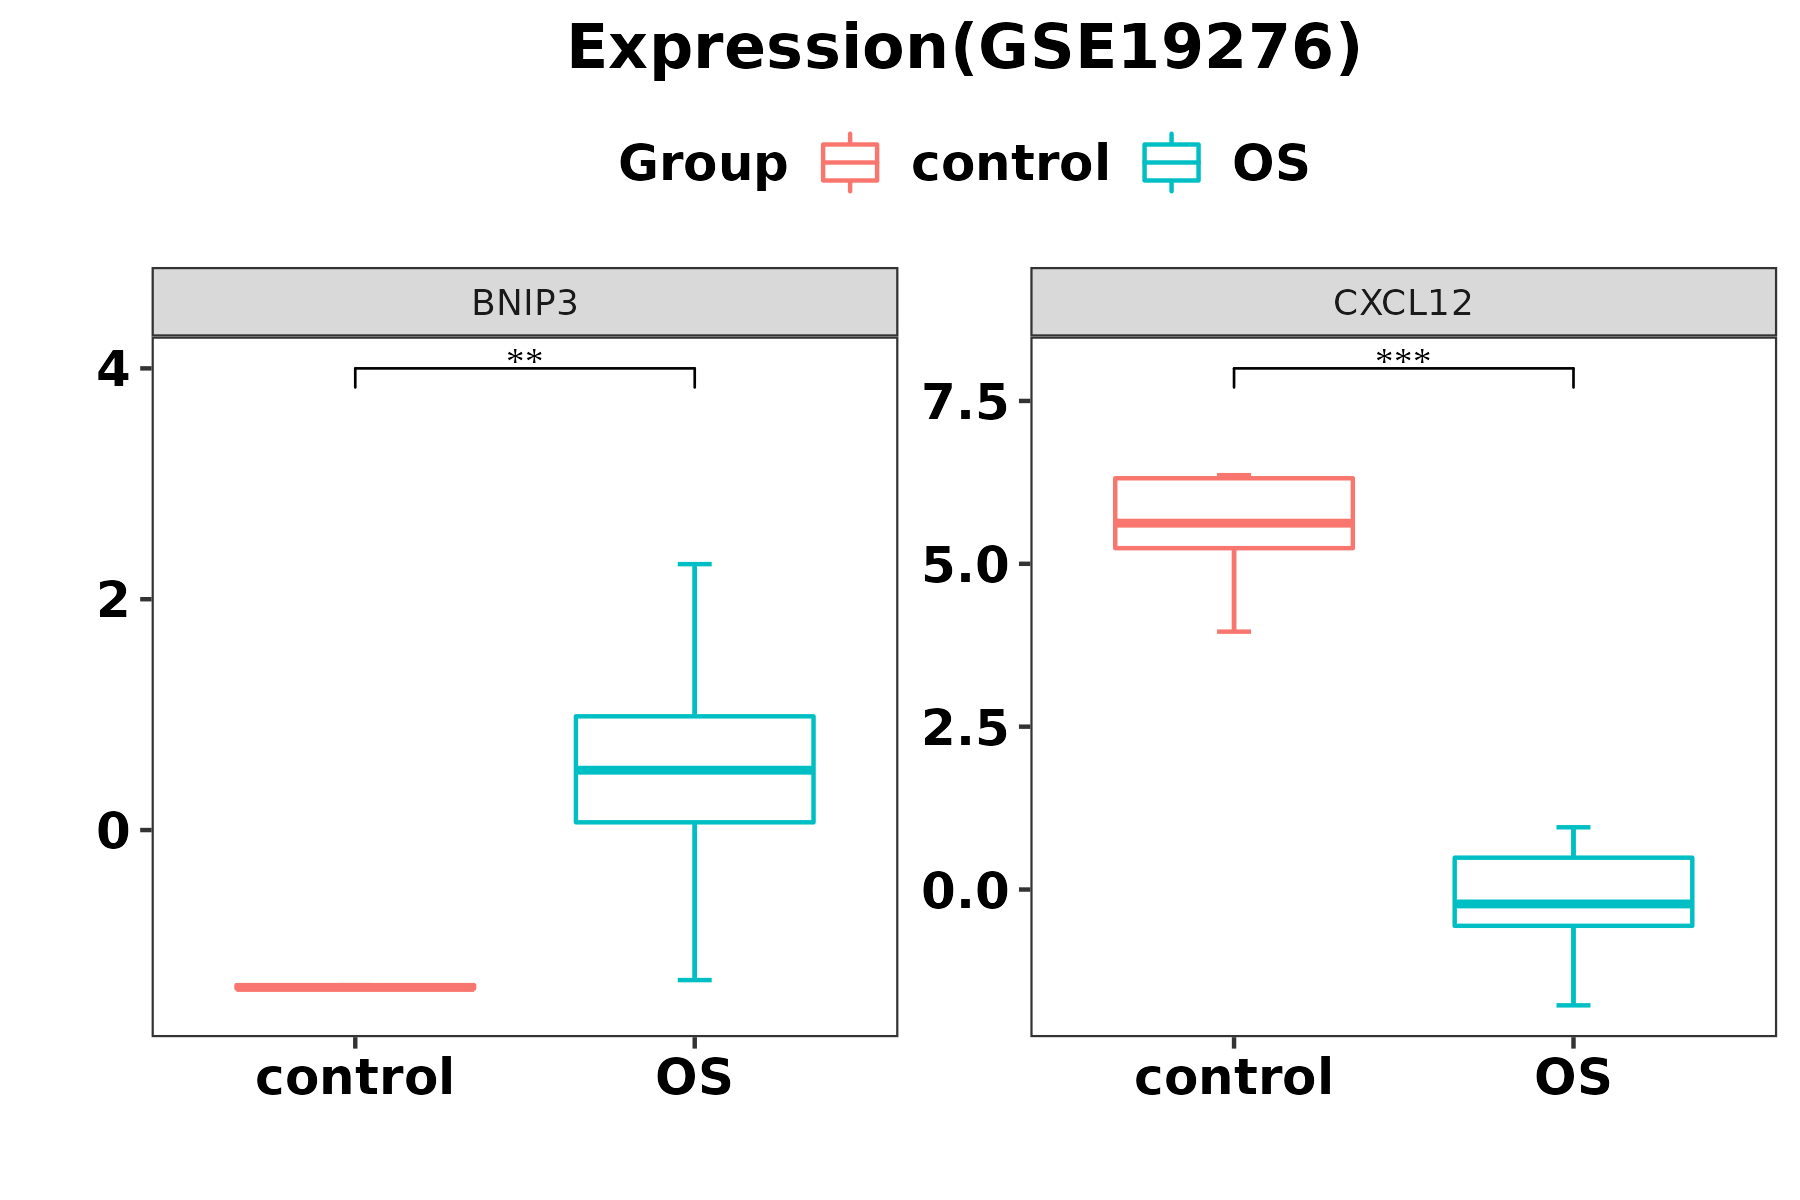 Expression(GSE19276)
Group control OS
BNIP3 CXCL12
** ***
4
2
0
7.5
5.0
2.5
0.0
control OS control OS